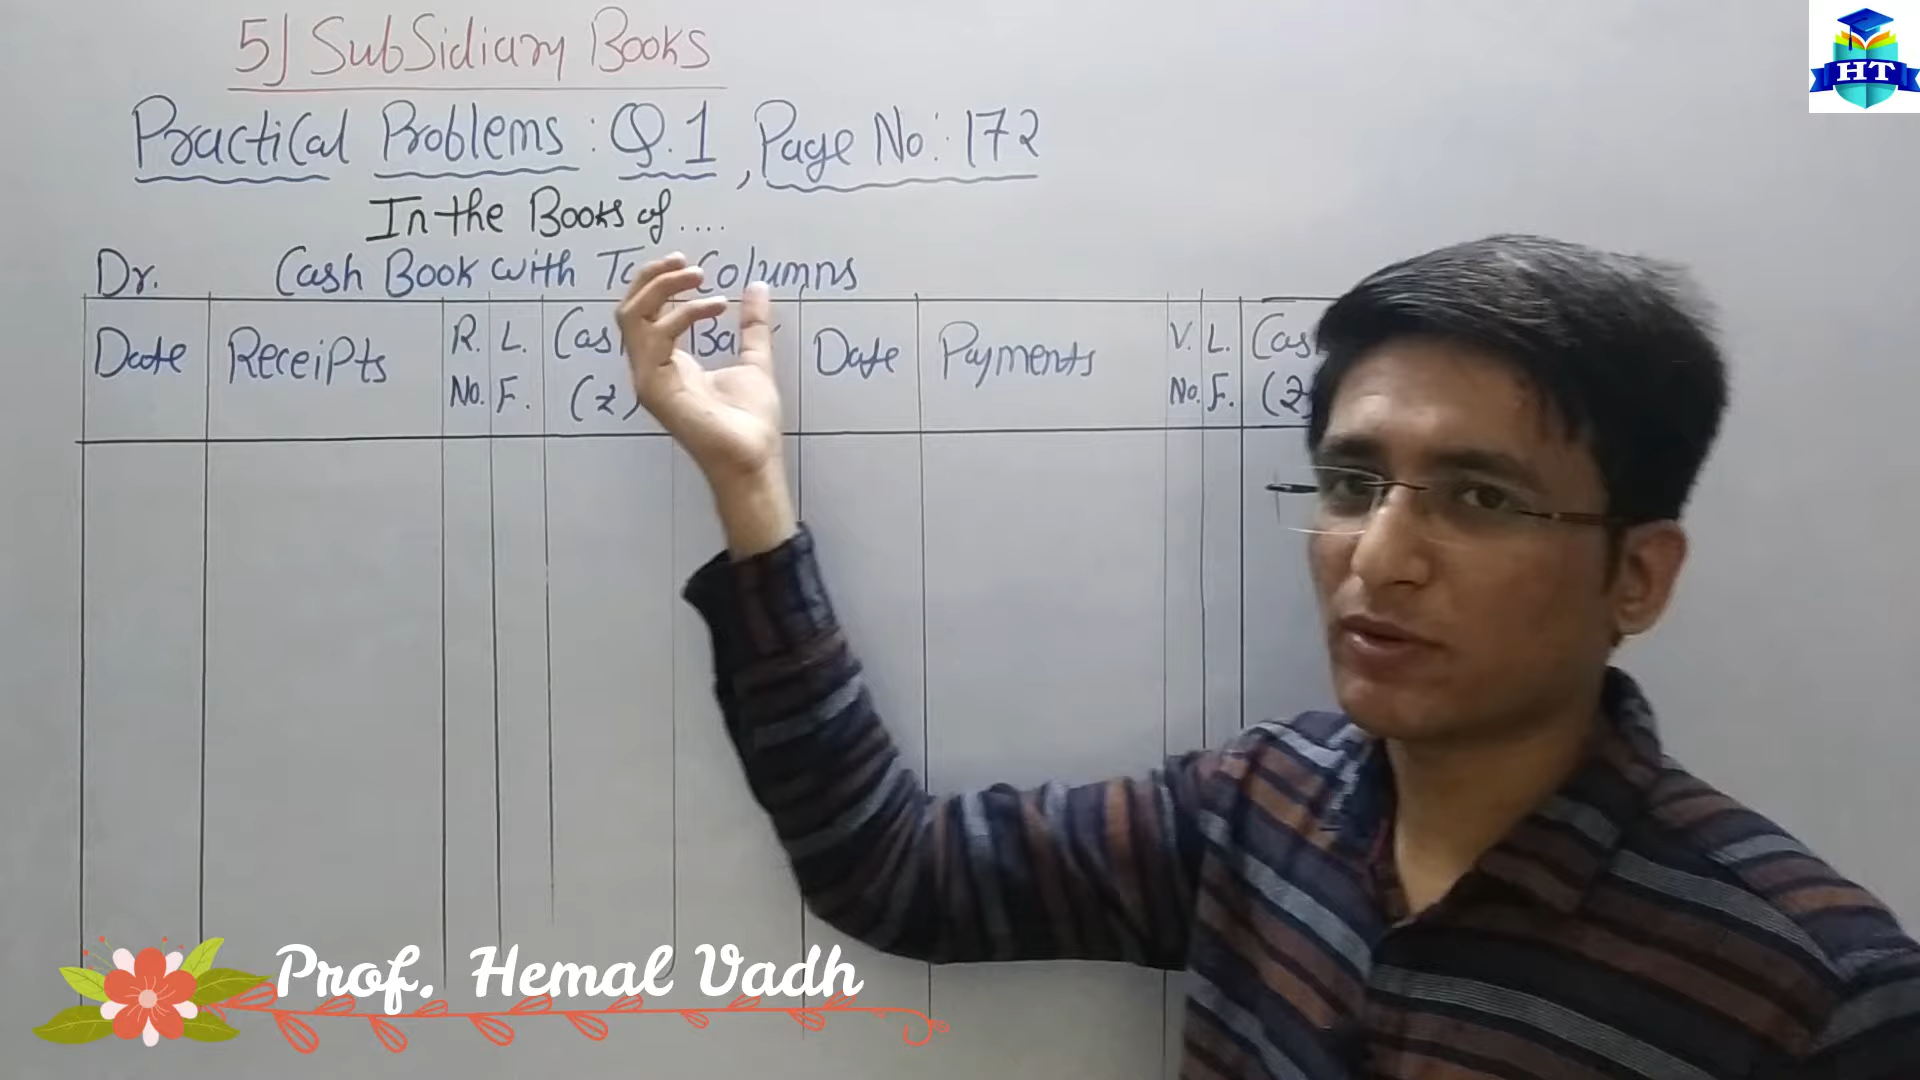 5] Subsidiary Books
HT
Practical Problems: Q.1, Page No: 172
In the Books of ....
Dr. Cash Book with Columns
Date Receipts R. No. L. F. (₹) Date Payments V. No. L. F.
Prof. Hemal Vadh